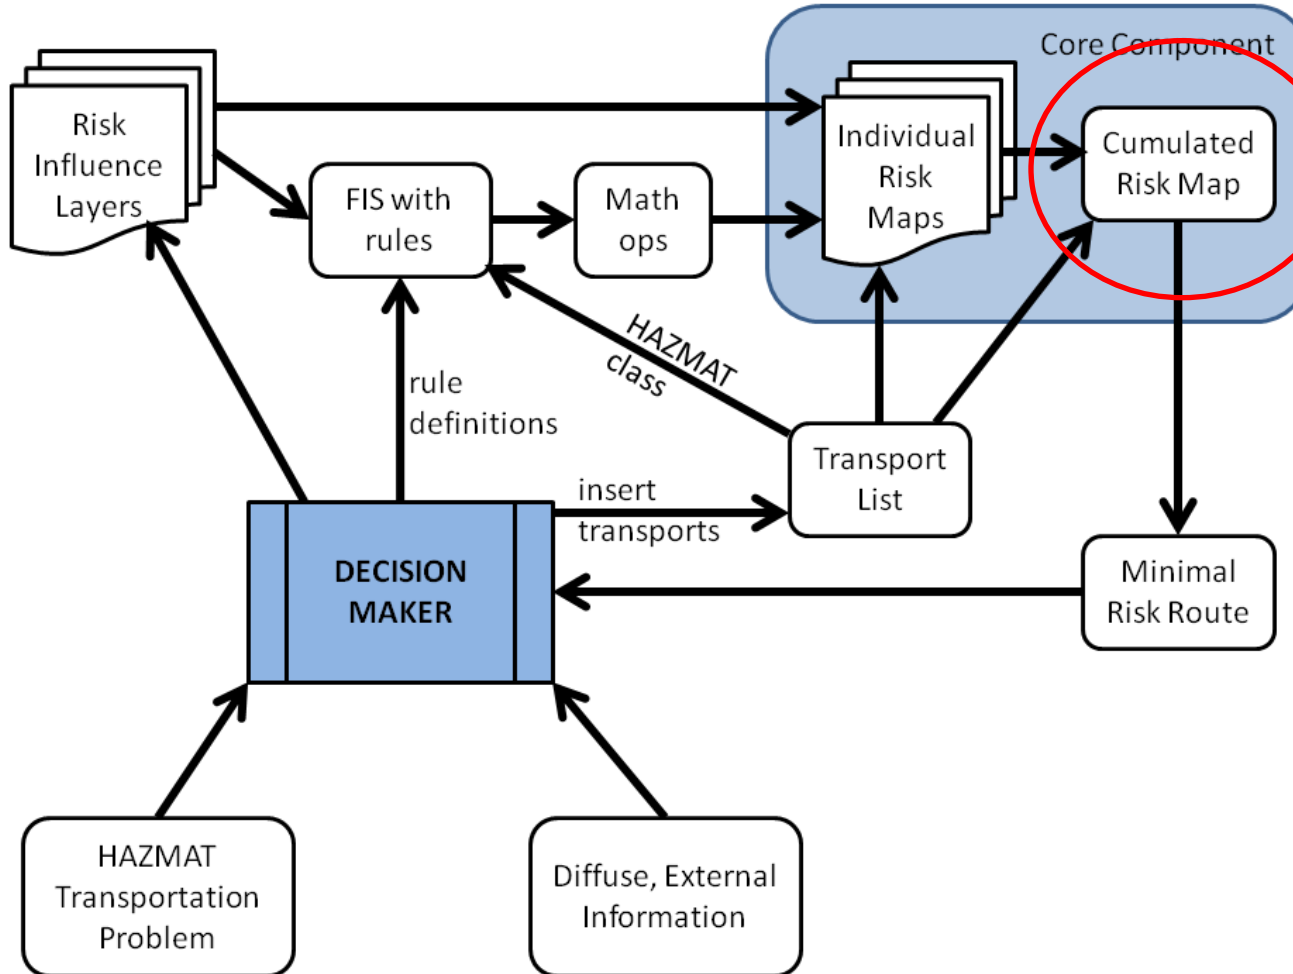 Core Component
Risk
Influence
Layers
FIS with
rules
Math
ops
Individual
Risk
Maps
Cumulated
Risk Map
HAZMAT
class
rule
definitions
insert
transports
Transport
List
DECISION
MAKER
Minimal
Risk Route
HAZMAT
Transportation
Problem
Diffuse, External
Information